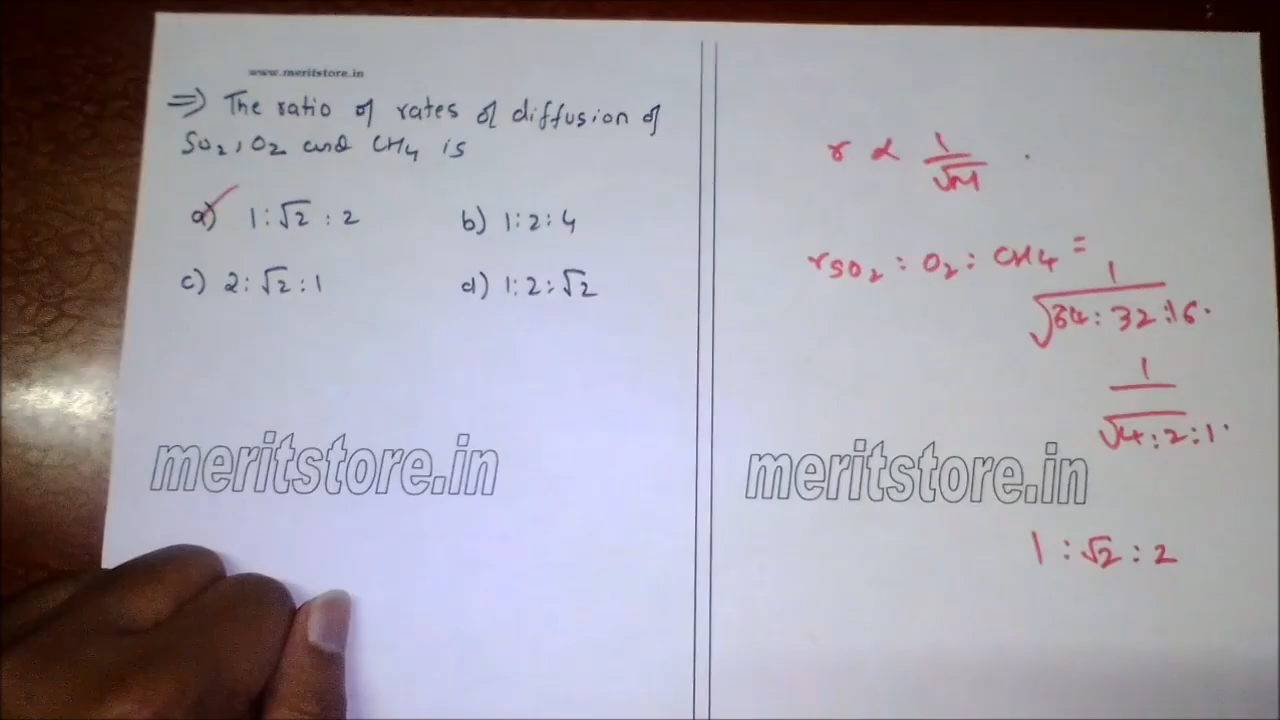 www.meritstore.in
⇒ The ratio of rates of diffusion of
SO₂, O₂ and CH₄ is
a) 1:√2 : 2
b) 1:2:4
c) 2:√2:1
d) 1:2:√2
meritstore.in
r ∝ 1/√M
rSO₂ : O₂ : CH₄ = 1/√64 : 32 : 16
1/√4 : 2 : 1
meritstore.in
1 : √2 : 2